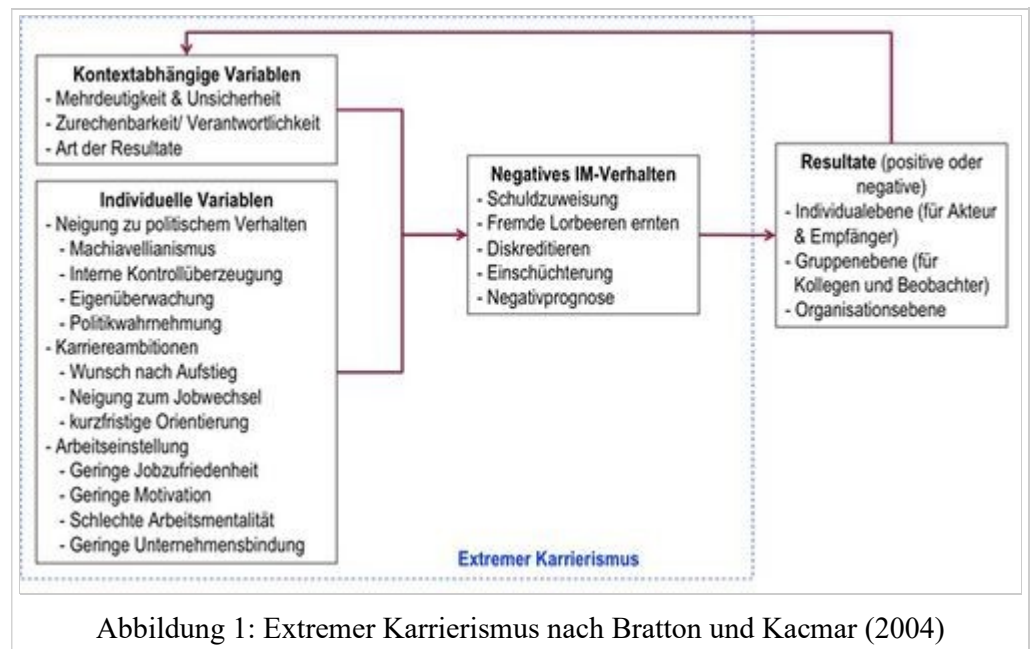 Kontextabhängige Variablen
- Mehrdeutigkeit & Unsicherheit
- Zurechenbarkeit/ Verantwortlichkeit
- Art der Resultate
Individuelle Variablen
- Neigung zu politischem Verhalten
- Machiavellianismus
- Interne Kontrollüberzeugung
- Eigenüberwachung
- Politikwahrnehmung
- Karriereambitionen
- Wunsch nach Aufstieg
- Neigung zum Jobwechsel
- kurzfristige Orientierung
- Arbeitseinstellung
- Geringe Jobzufriedenheit
- Geringe Motivation
- Schlechte Arbeitsmentalität
- Geringe Unternehmensbindung
Negatives IM-Verhalten
- Schuldzuweisung
- Fremde Lorbeeren ernten
- Diskreditieren
- Einschüchterung
- Negativprognose
Resultate (positive oder
negative)
- Individualebene (für Akteur
& Empfänger)
- Gruppenebene (für
Kollegen und Beobachter)
- Organisationsebene
Extremer Karrierismus
Abbildung 1: Extremer Karrierismus nach Bratton und Kacmar (2004)